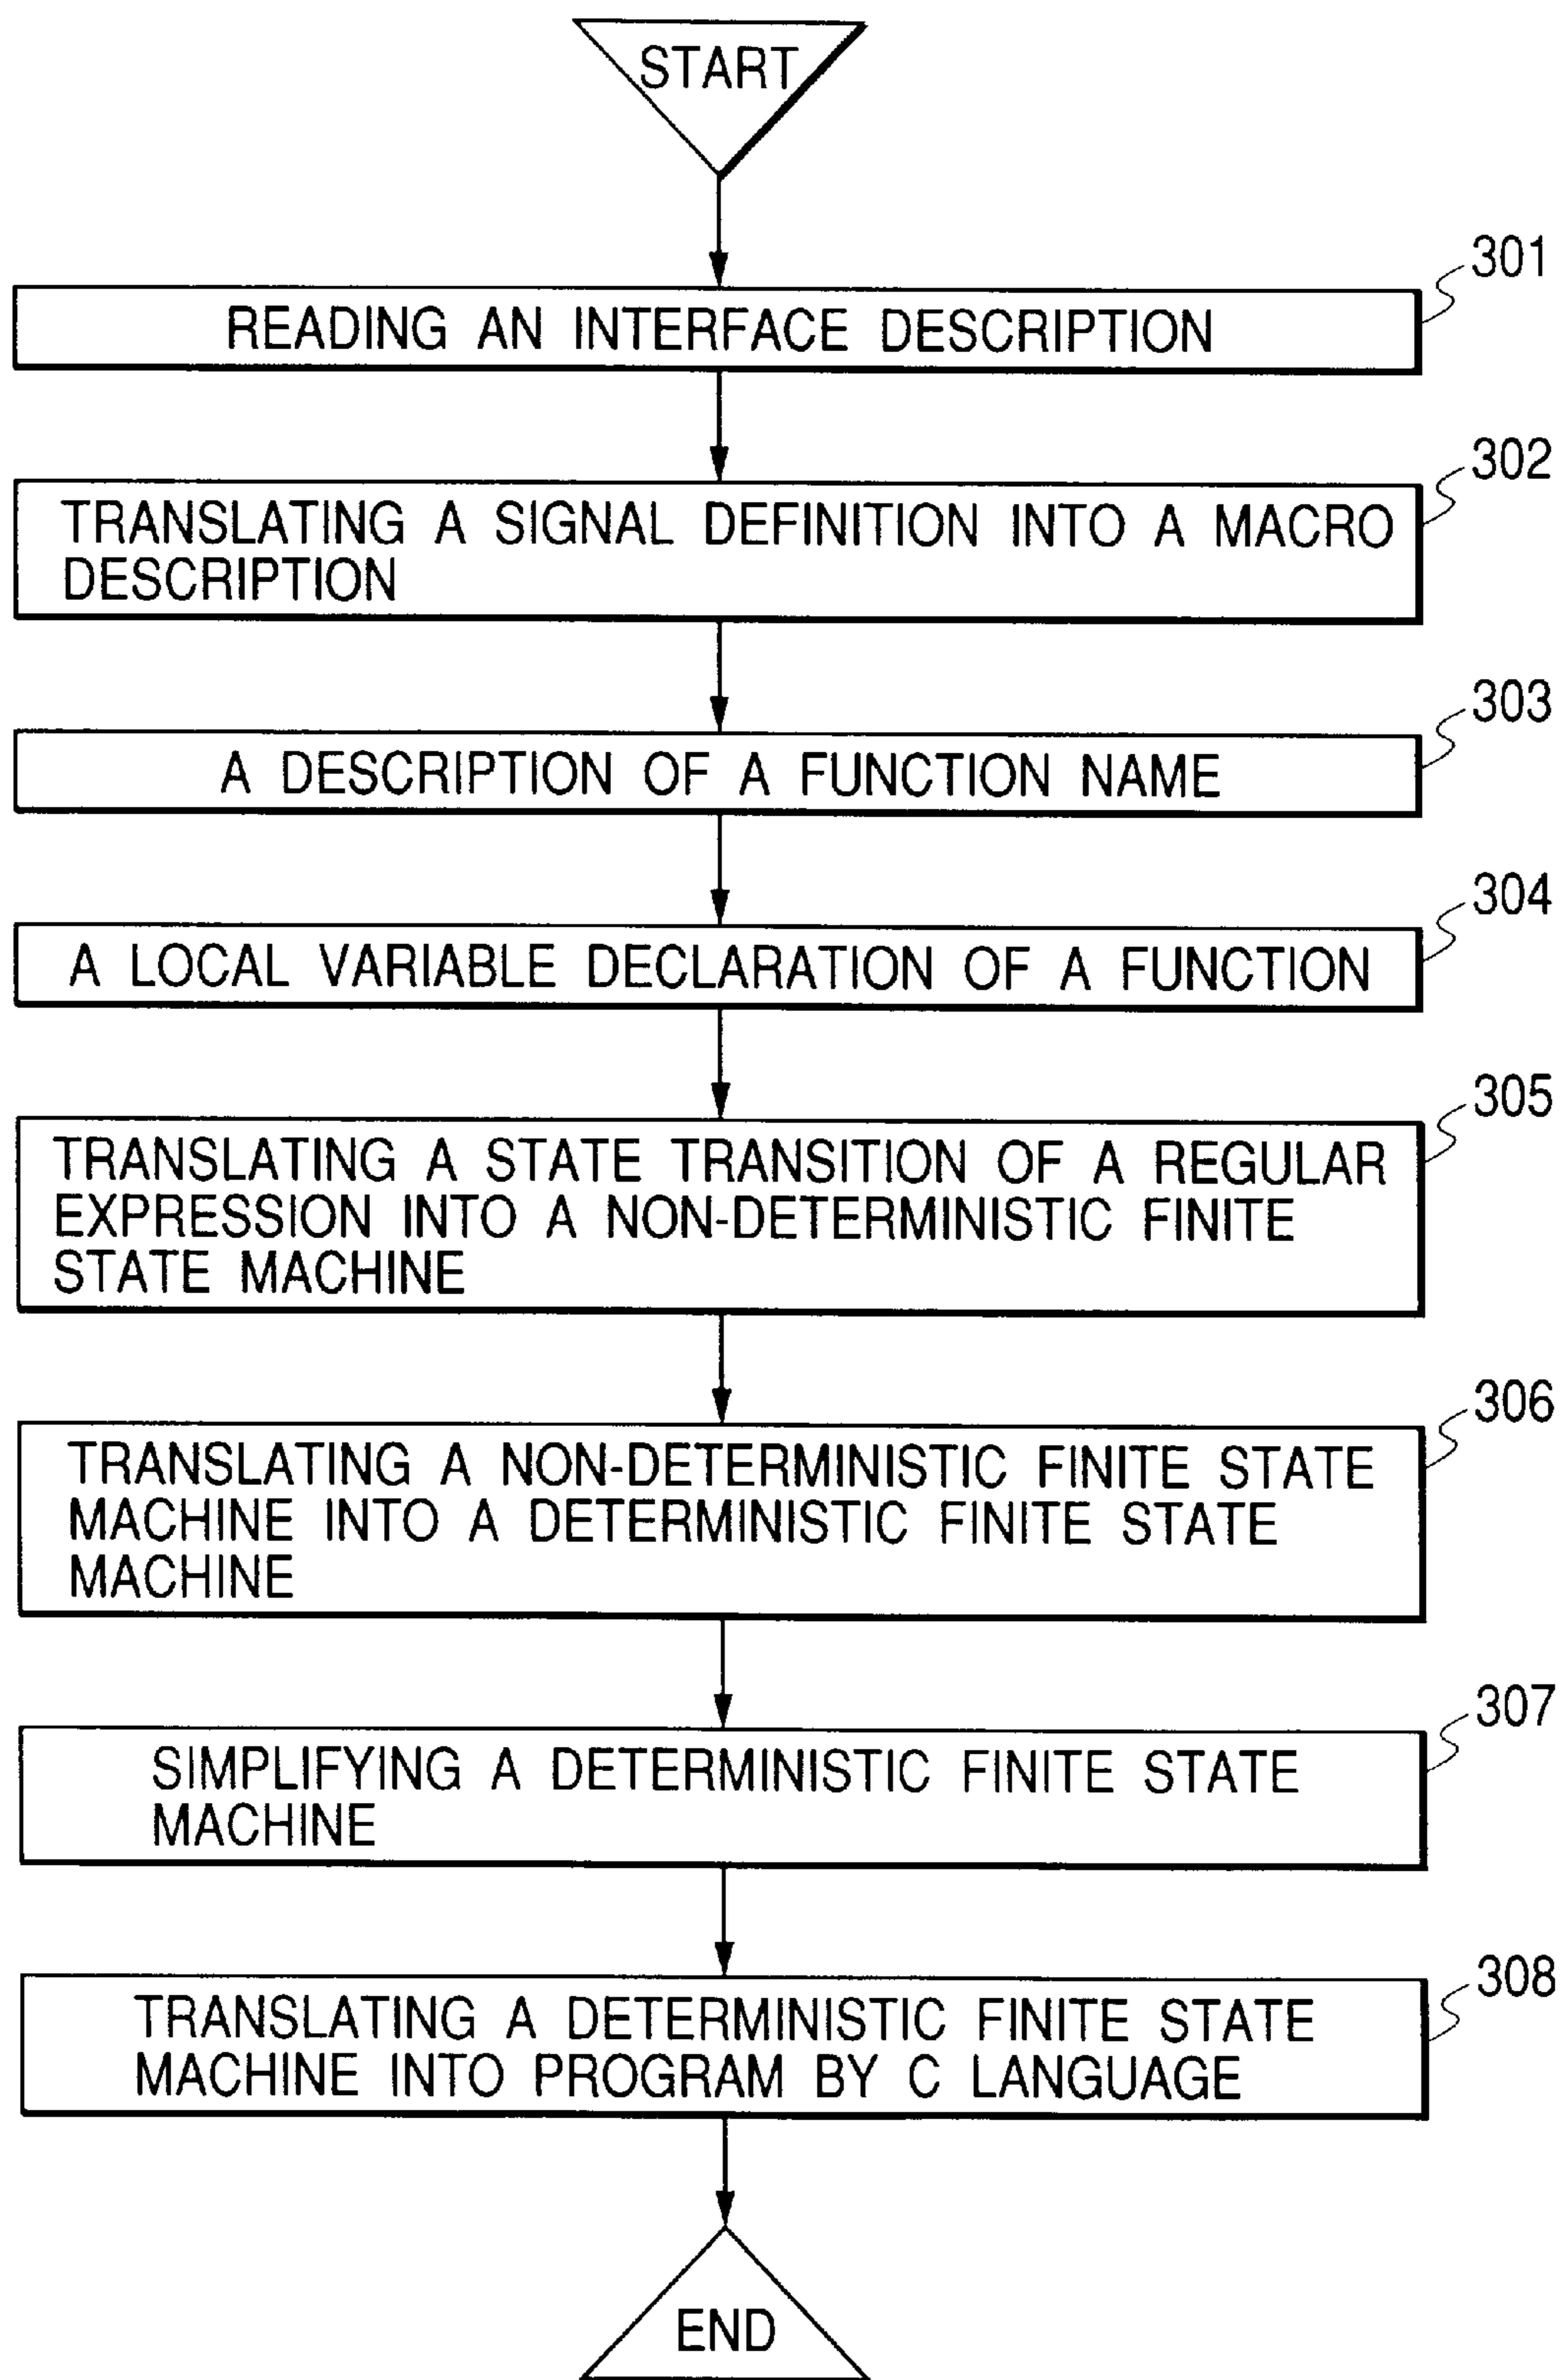 START
301
READING AN INTERFACE DESCRIPTION
302
TRANSLATING A SIGNAL DEFINITION INTO A MACRO
DESCRIPTION
303
A DESCRIPTION OF A FUNCTION NAME
304
A LOCAL VARIABLE DECLARATION OF A FUNCTION
305
TRANSLATING A STATE TRANSITION OF A REGULAR
EXPRESSION INTO A NON-DETERMINISTIC FINITE
STATE MACHINE
306
TRANSLATING A NON-DETERMINISTIC FINITE STATE
MACHINE INTO A DETERMINISTIC FINITE STATE
MACHINE
307
SIMPLIFYING A DETERMINISTIC FINITE STATE
MACHINE
308
TRANSLATING A DETERMINISTIC FINITE STATE
MACHINE INTO PROGRAM BY C LANGUAGE
END